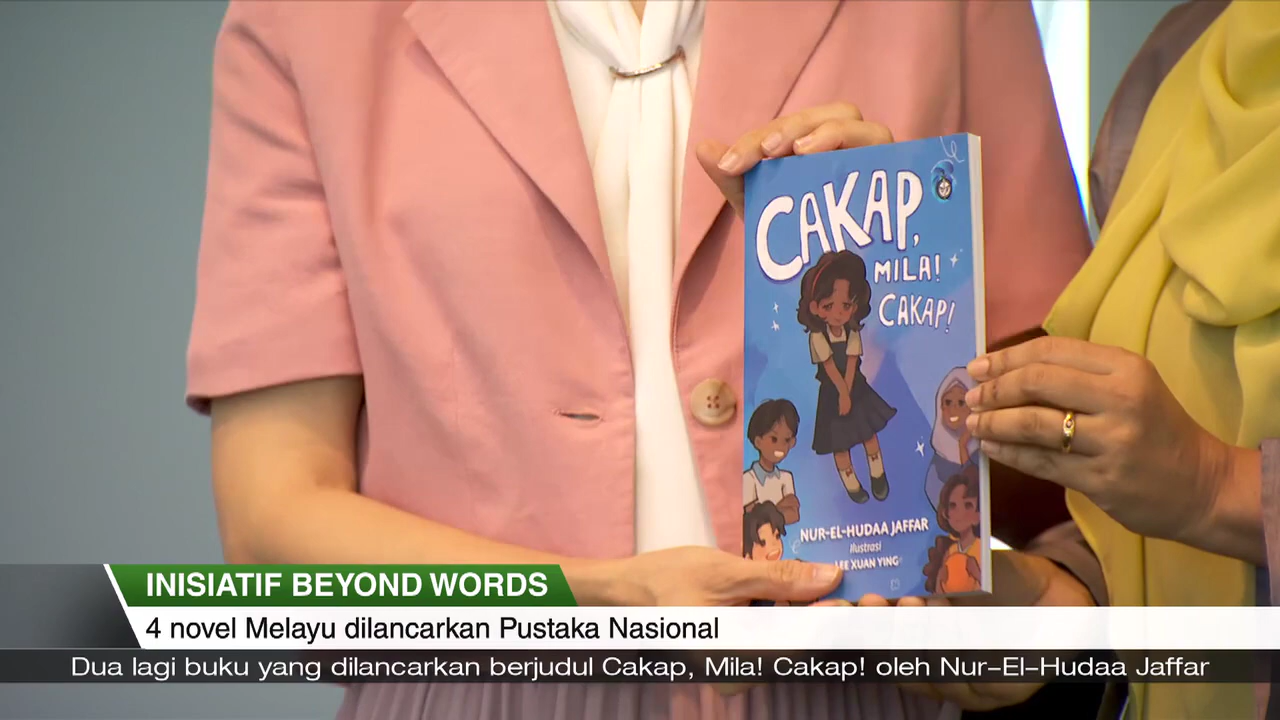 CAKAP,
MILA!
CAKAP!
NUR-EL-HUDAA JAFFAR
Ilustrasi
LEE XUAN YING
INISIATIF BEYOND WORDS
4 novel Melayu dilancarkan Pustaka Nasional
Dua lagi buku yang dilancarkan berjudul Cakap, Mila! Cakap! oleh Nur-El-Hudaa Jaffar